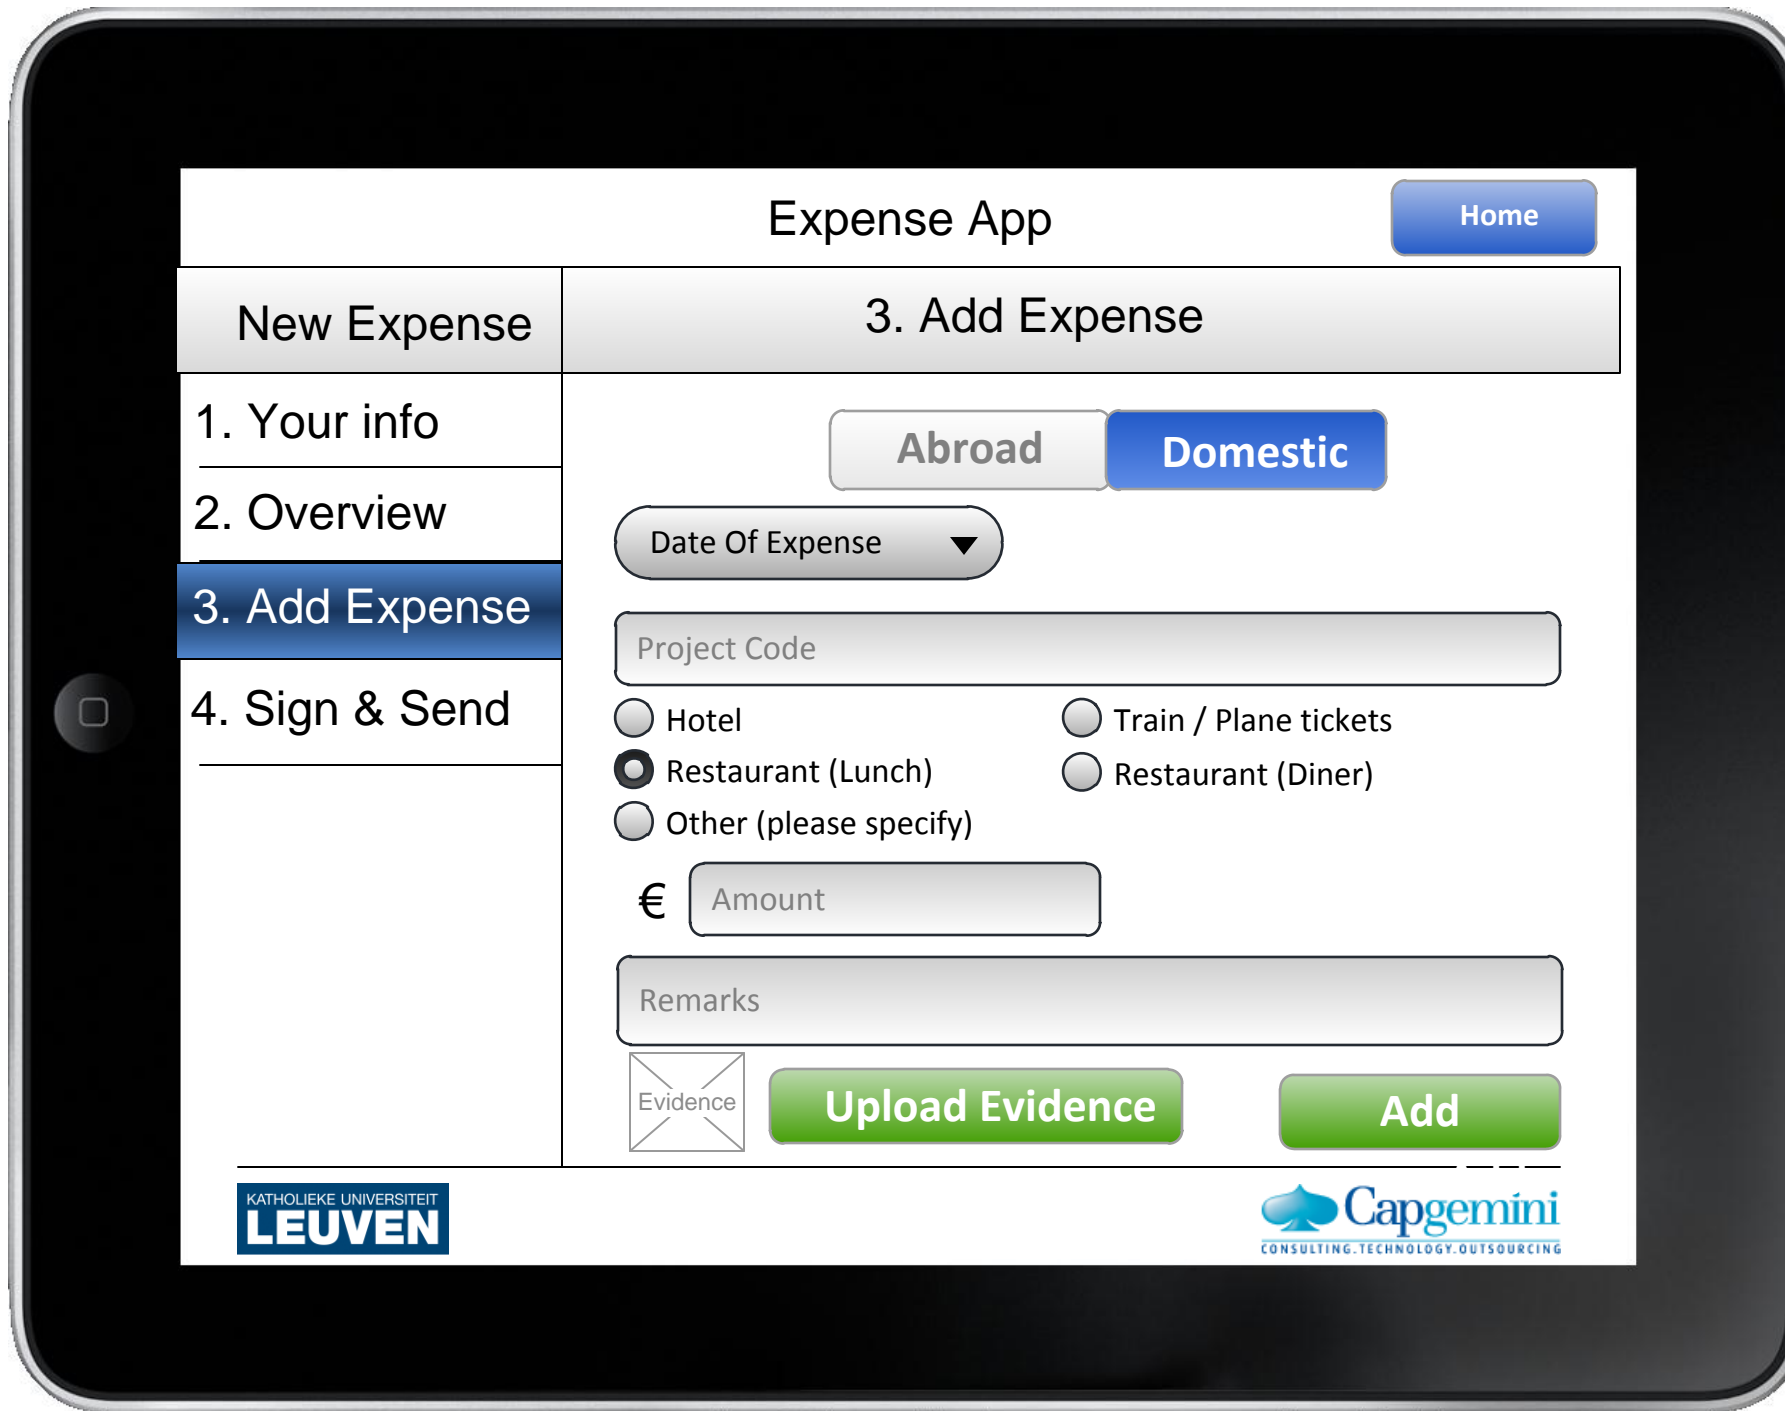 Expense App
Home
New Expense
3. Add Expense
1. Your info
2. Overview
3. Add Expense
4. Sign & Send
Abroad
Domestic
Date Of Expense
Project Code
Hotel
Train / Plane tickets
Restaurant (Lunch)
Restaurant (Diner)
Other (please specify)
€ Amount
Remarks
Evidence
Upload Evidence
Add
KATHOLIEKE UNIVERSITEIT
LEUVEN
Capgemini
CONSULTING.TECHNOLOGY.OUTSOURCING